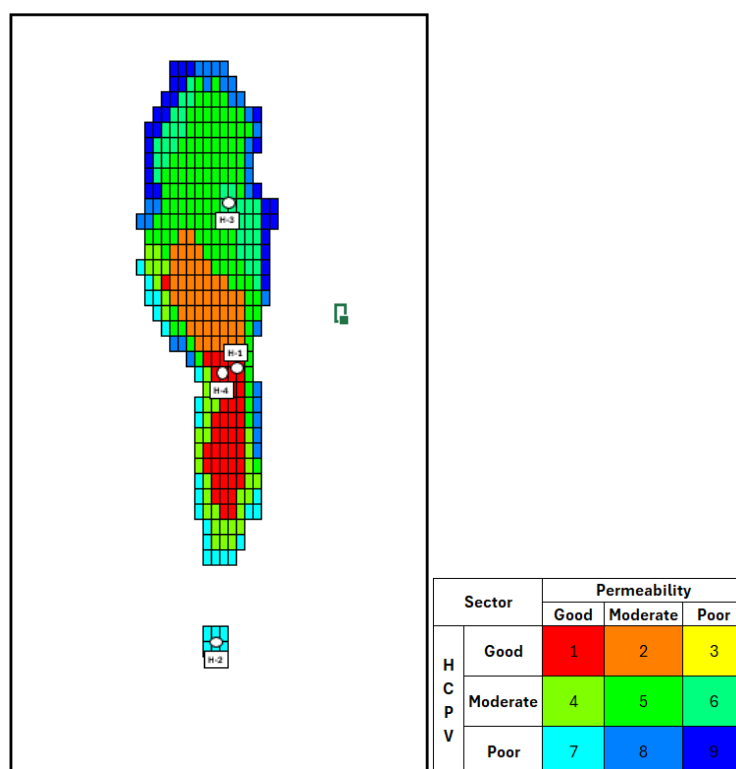 H-3
H-1
H-4
H-2
Sector Permeability
Good Moderate Poor
HCPV Good 1 2 3
Moderate 4 5 6
Poor 7 8 9